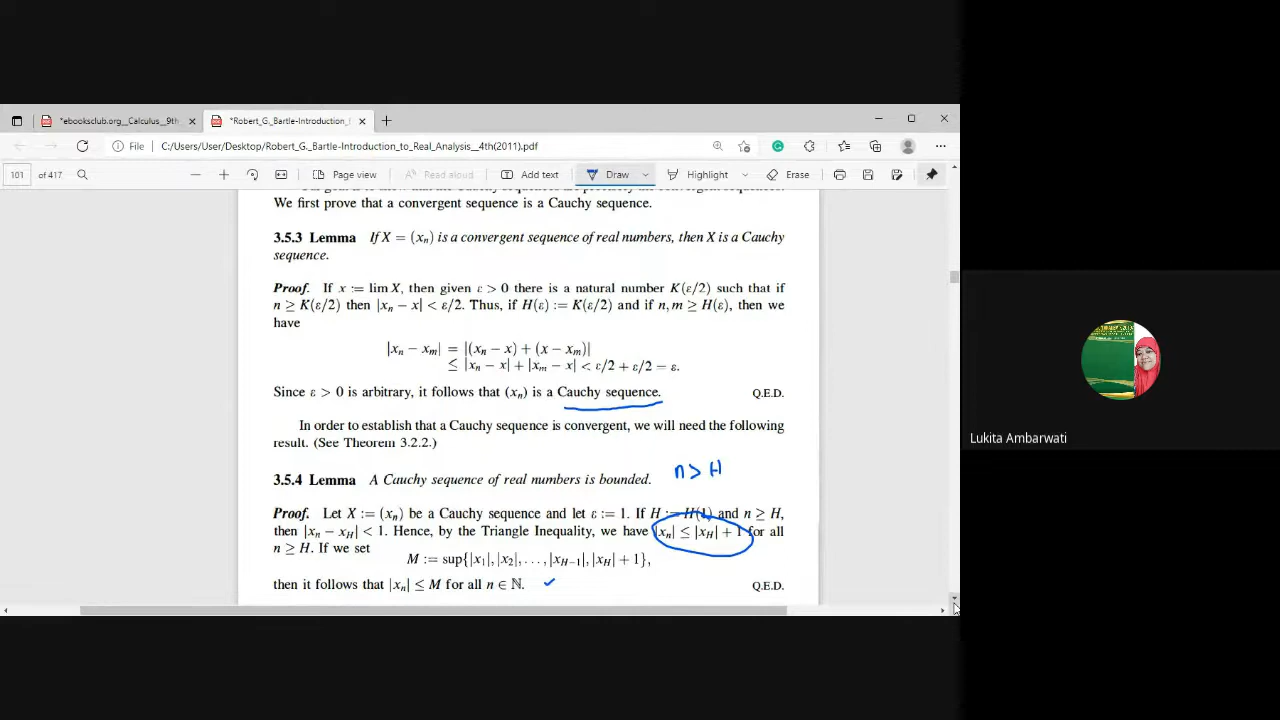 *ebooksclub.org__Calculus__9th
*Robert_G._Bartle-Introduction_t
File
C:/Users/User/Desktop/Robert_G._Bartle-Introduction_to_Real_Analysis__4th(2011).pdf
101 of 417
Page view
Read aloud
Add text
Draw
Highlight
Erase
We first prove that a convergent sequence is a Cauchy sequence.
3.5.3 Lemma If X = (xₙ) is a convergent sequence of real numbers, then X is a Cauchy
sequence.
Proof. If x := lim X, then given ε > 0 there is a natural number K(ε/2) such that if
n ≥ K(ε/2) then |xₙ − x| < ε/2. Thus, if H(ε) := K(ε/2) and if n, m ≥ H(ε), then we
have
|xₙ − xₘ| = |(xₙ − x) + (x − xₘ)|
≤ |xₙ − x| + |xₘ − x| < ε/2 + ε/2 = ε.
Since ε > 0 is arbitrary, it follows that (xₙ) is a Cauchy sequence. Q.E.D.
In order to establish that a Cauchy sequence is convergent, we will need the following
result. (See Theorem 3.2.2.)
n > H
3.5.4 Lemma A Cauchy sequence of real numbers is bounded.
Proof. Let X := (xₙ) be a Cauchy sequence and let ε := 1. If H := H(1) and n ≥ H,
then |xₙ − x_H| < 1. Hence, by the Triangle Inequality, we have |xₙ| ≤ |x_H| + 1 for all
n ≥ H. If we set
M := sup{|x₁|, |x₂|, . . . , |x_{H−1}|, |x_H| + 1},
then it follows that |xₙ| ≤ M for all n ∈ ℕ. ✓ Q.E.D.
Lukita Ambarwati